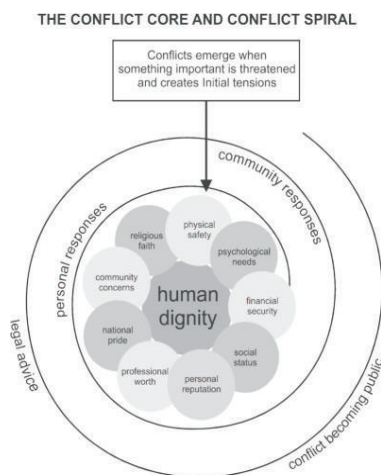 THE CONFLICT CORE AND CONFLICT SPIRAL
Conflicts emerge when
something important is threatened
and creates Initial tensions
community responses
personal responses
legal advice
conflict becoming public
physical
safety
psychological
needs
financial
security
social
status
personal
reputation
professional
worth
national
pride
community
concerns
religious
faith
human
dignity